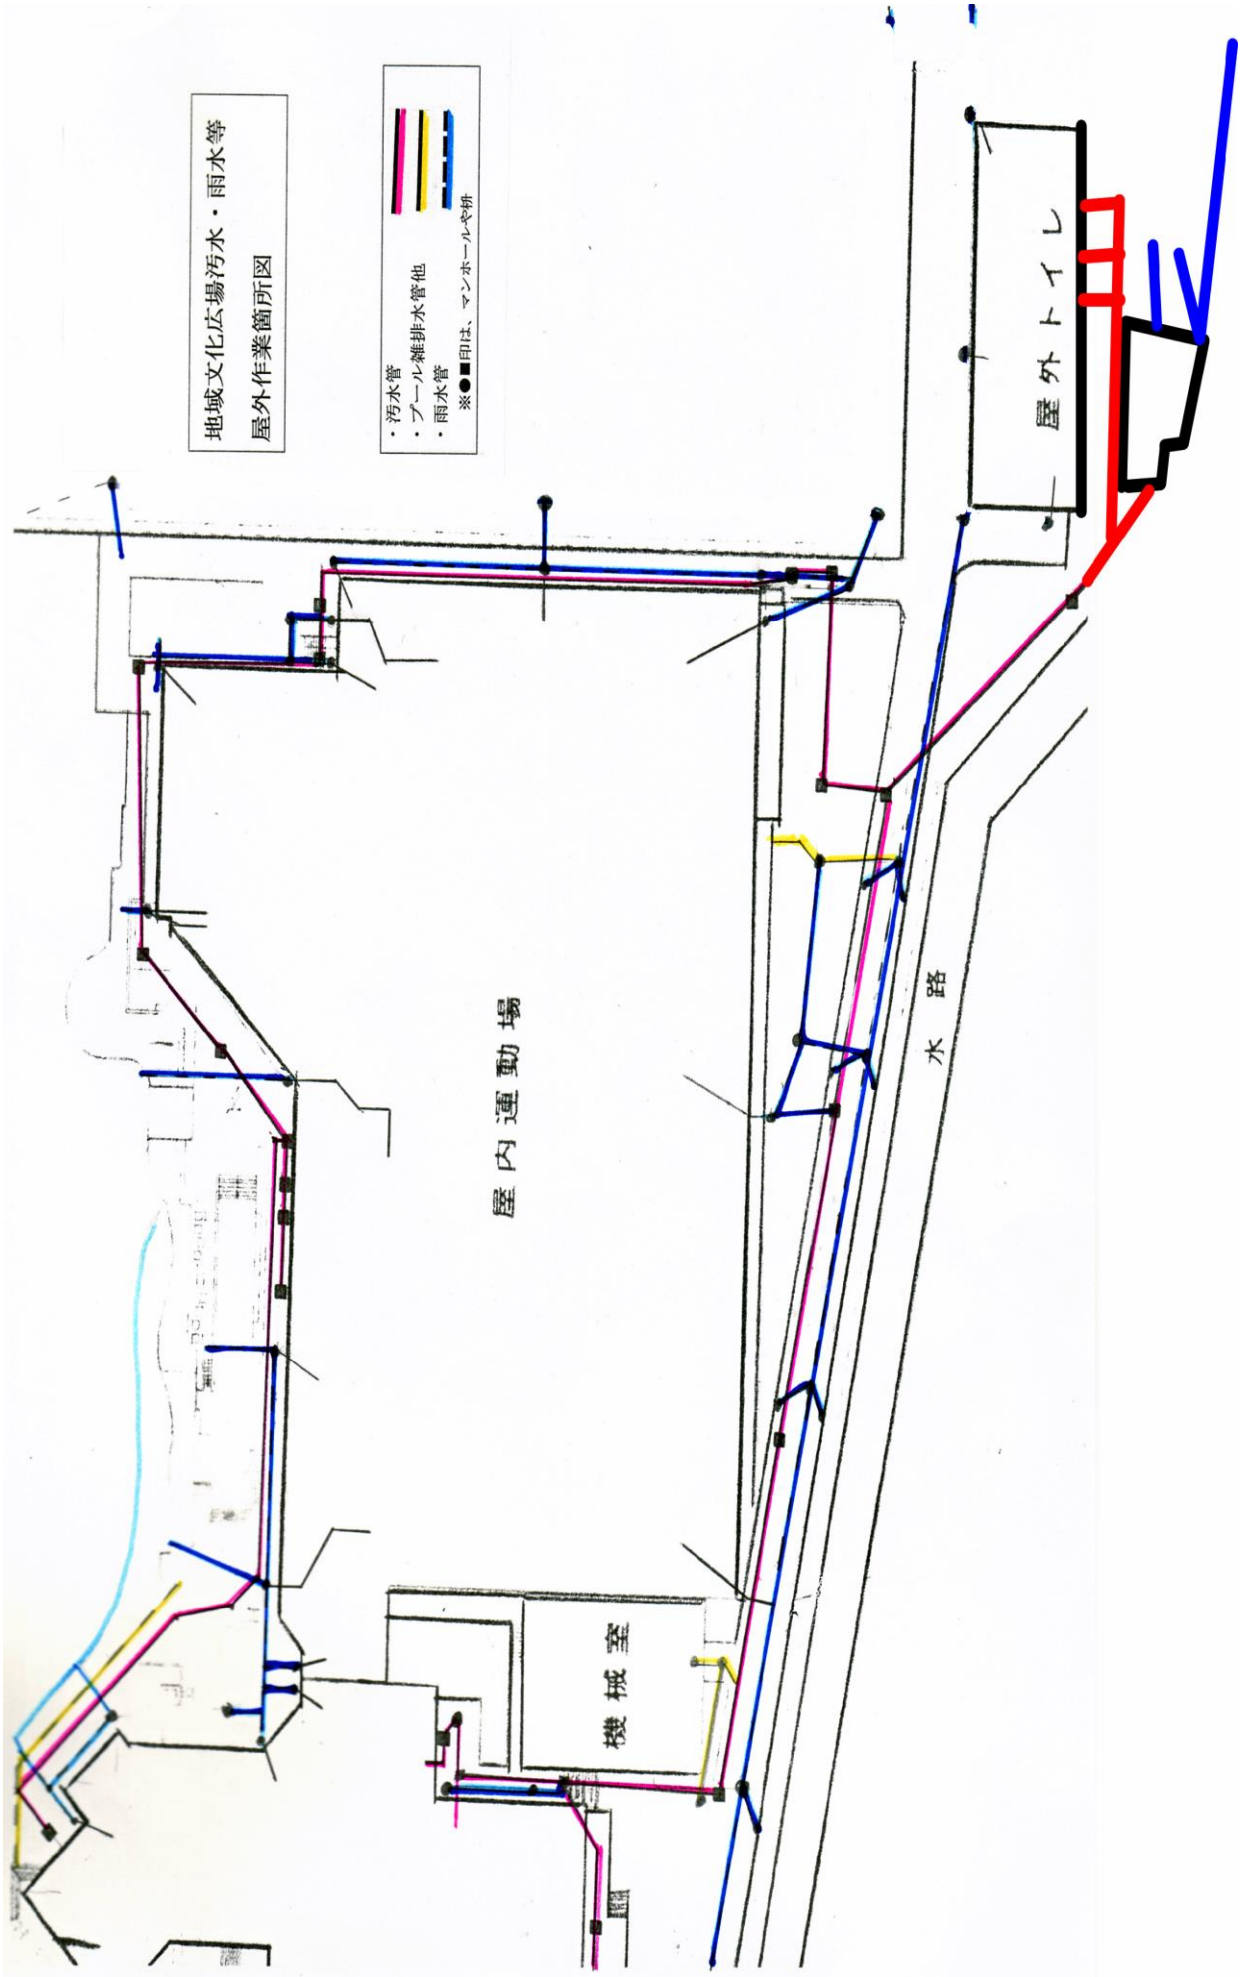 地域文化広場汚水・雨水等
屋外作業箇所図
・汚水管
・プール雑排水管他
・雨水管
※●■印は、マンホールや桝
屋外トイレ
屋内運動場
水路
機械室